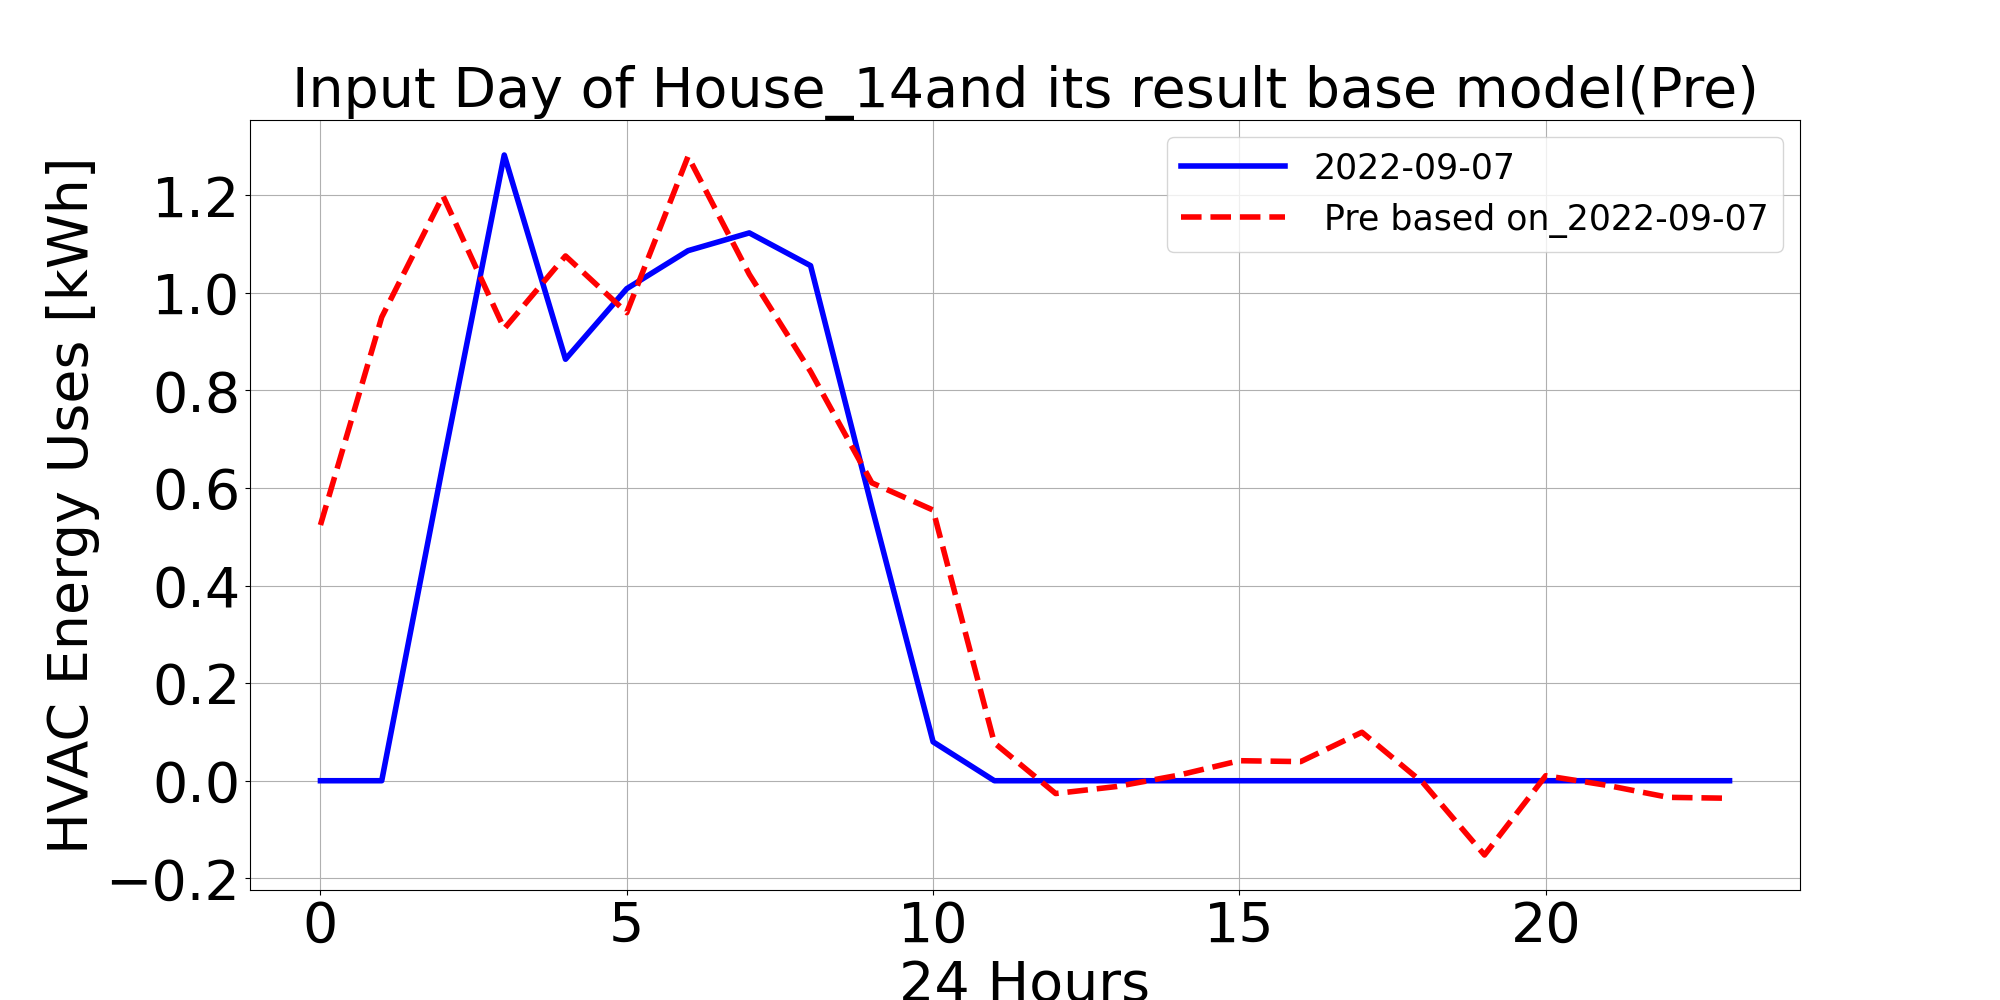 Input Day of House_14and its result base model(Pre)
2022-09-07
Pre based on_2022-09-07
HVAC Energy Uses [kWh]
1.2
1.0
0.8
0.6
0.4
0.2
0.0
−0.2
0 5 10 15 20
24 Hours